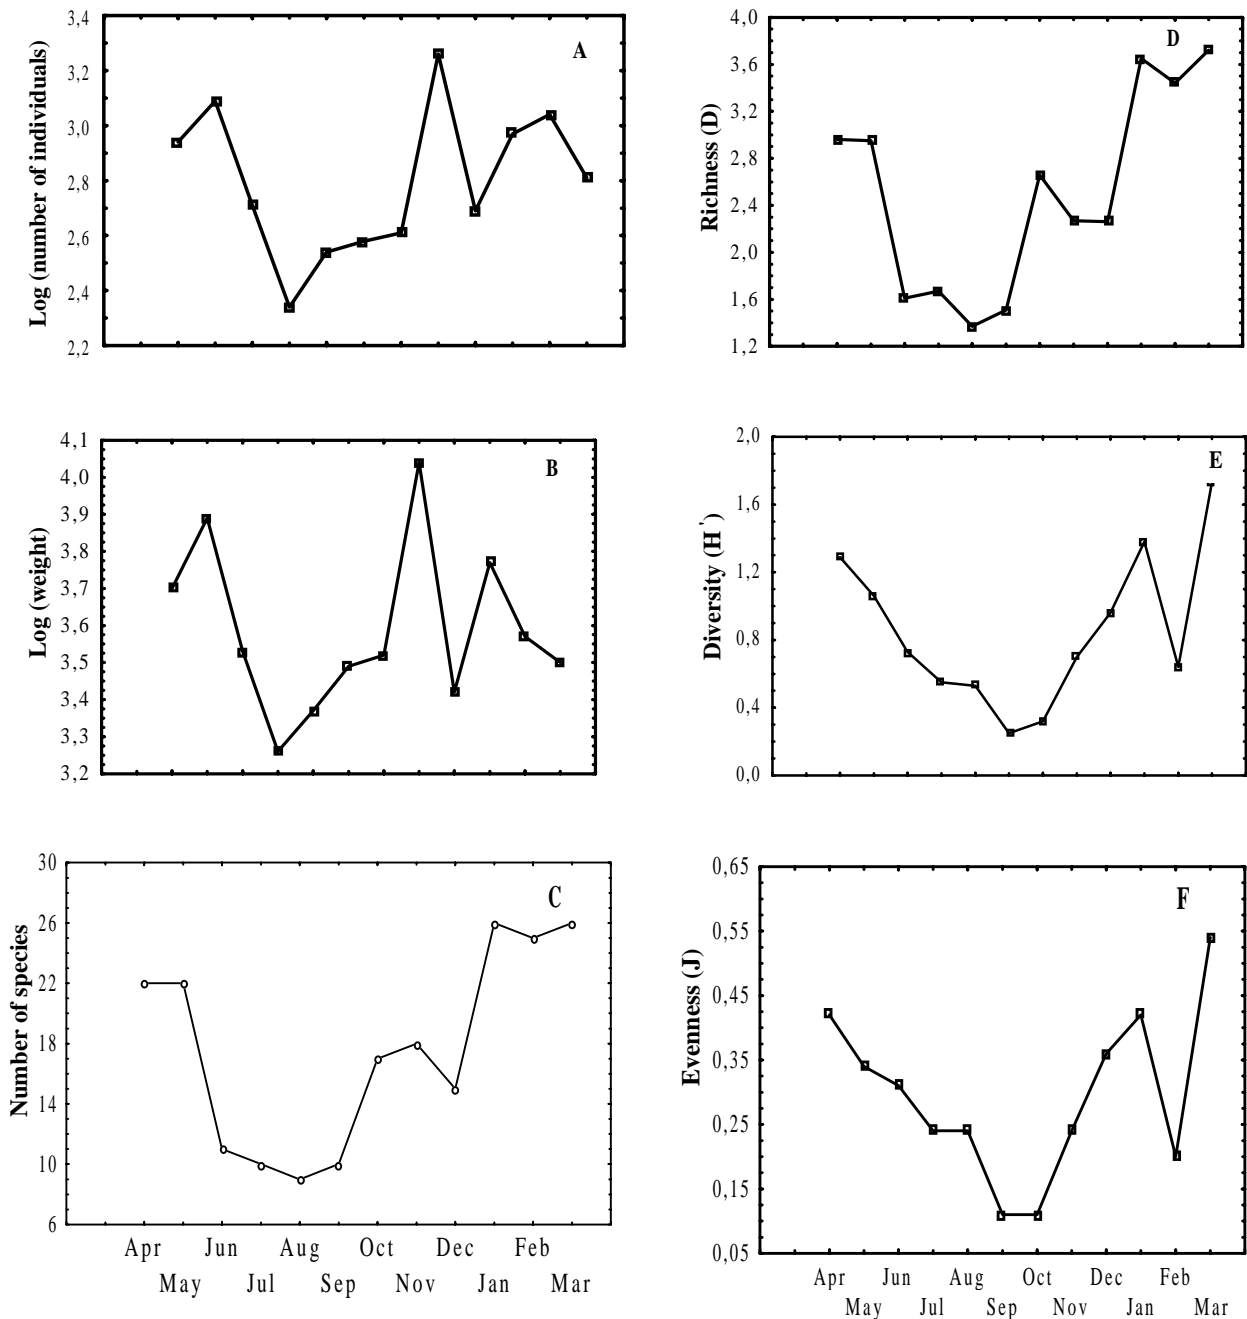 A
Log (number of individuals)
3,4
3,4
3,2
3,0
2,8
2,6
2,4
2,2
B
Log (weight)
4,1
4,0
3,9
3,8
3,7
3,6
3,5
3,4
3,3
3,2
C
Number of species
30
26
22
18
14
10
6
Apr Jun Aug Oct Dec Feb
May Jul Sep Nov Jan Mar
D
Richness (D)
4,0
3,6
3,2
2,8
2,4
2,0
1,6
1,2
E
Diversity (H')
2,0
1,6
1,2
0,8
0,4
0,0
F
Evenness (J)
0,65
0,55
0,45
0,35
0,25
0,15
0,05
Apr Jun Aug Oct Dec Feb
May Jul Sep Nov Jan Mar